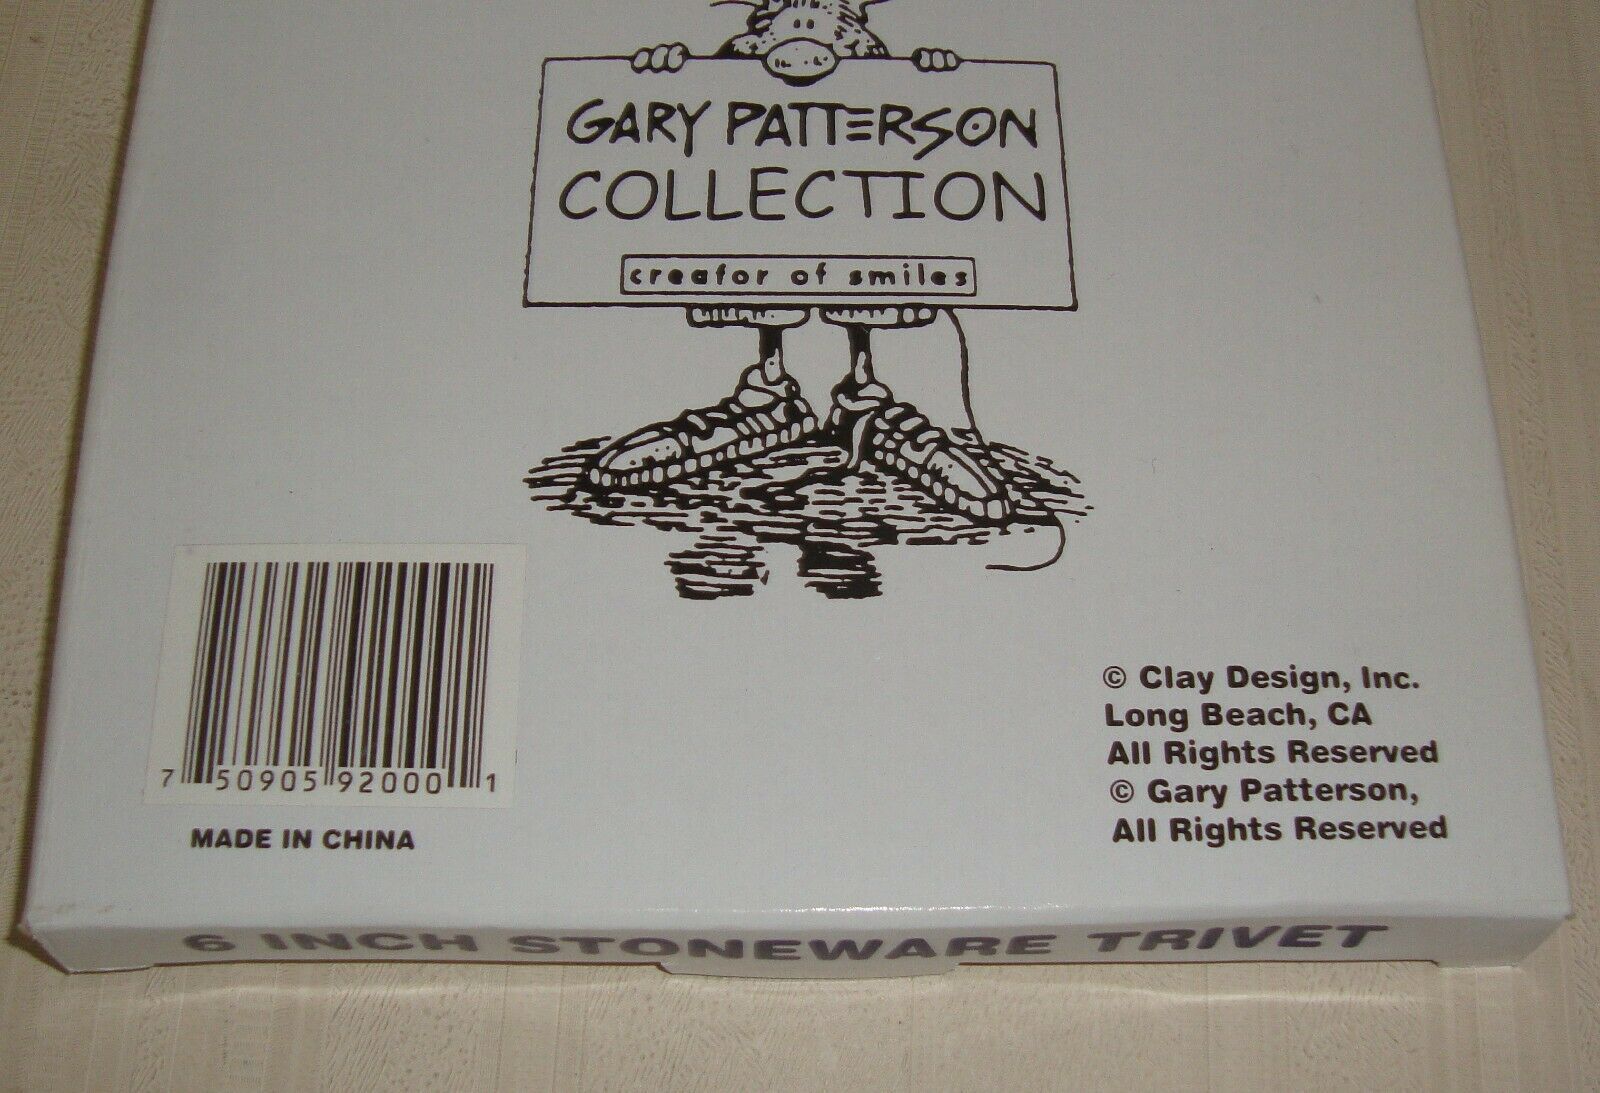 GARY PATTERSON
COLLECTION
creator of smiles
7 50905 92000 1
MADE IN CHINA
© Clay Design, Inc.
Long Beach, CA
All Rights Reserved
© Gary Patterson,
All Rights Reserved
6 INCH STONEWARE TRIVET